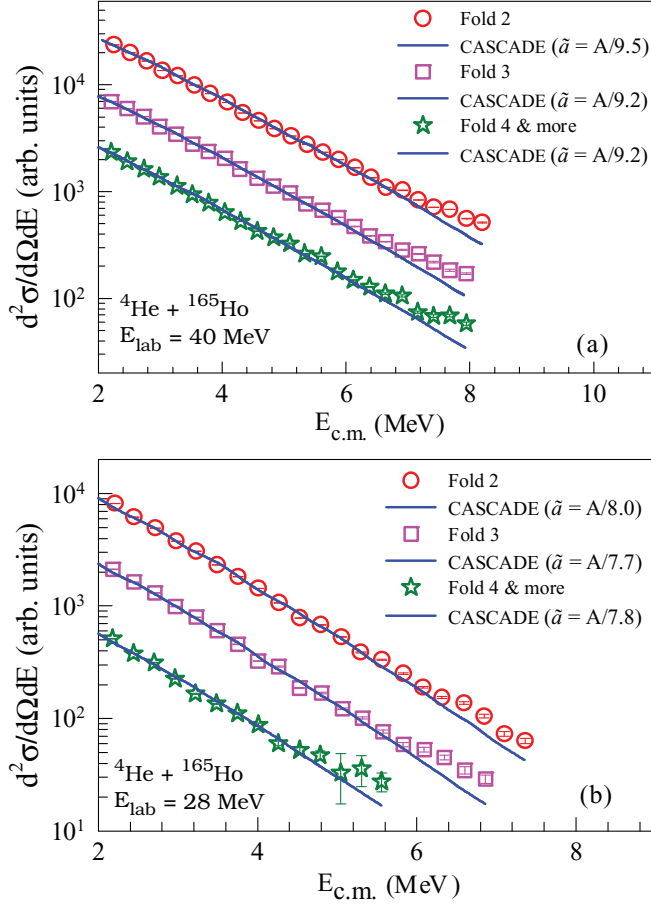 Fold 2
CASCADE (ã = A/9.5)
Fold 3
CASCADE (ã = A/9.2)
Fold 4 & more
CASCADE (ã = A/9.2)
10⁴
10³
10²
d²σ/dΩdE (arb. units)
⁴He + ¹⁶⁵Ho
E_lab = 40 MeV
(a)
2 4 6 8 10
E_c.m. (MeV)
Fold 2
CASCADE (ã = A/8.0)
Fold 3
CASCADE (ã = A/7.7)
Fold 4 & more
CASCADE (ã = A/7.8)
10⁴
10³
10²
10¹
d²σ/dΩdE (arb. units)
⁴He + ¹⁶⁵Ho
E_lab = 28 MeV
(b)
2 4 6 8
E_c.m. (MeV)